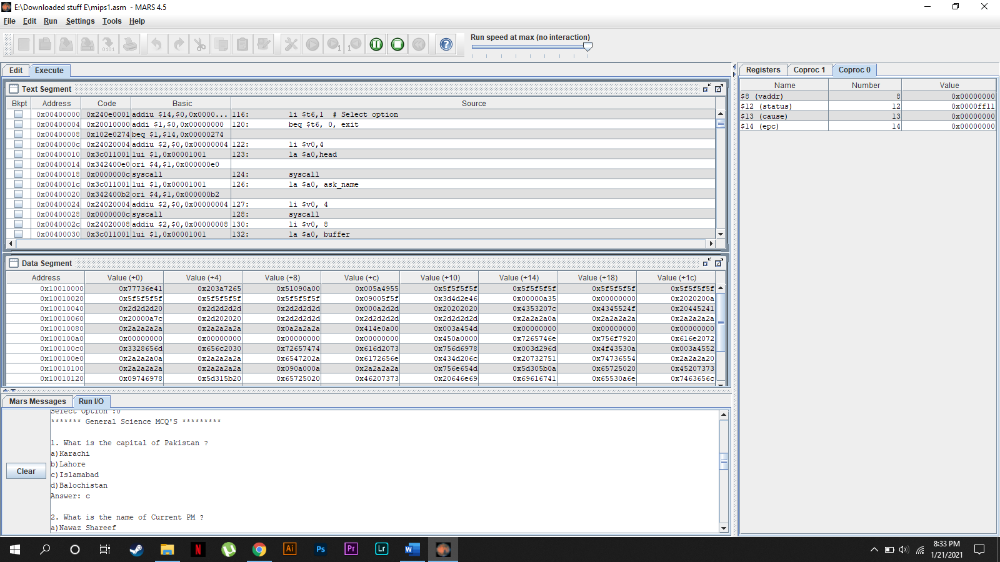 E:\Downloaded stuff E\mips1.asm - MARS 4.5
File Edit Run Settings Tools Help
Run speed at max (no interaction)
Edit Execute
Text Segment
Bkpt Address Code Basic Source
0x00400000 0x240e0001 addiu $14,$0,0x0000... 116: li $t6,1 # Select option
0x00400004 0x20010000 addi $1,$0,0x00000000 120: beq $t6, 0, exit
0x00400008 0x102e0274 beq $1,$14,0x00000274
0x0040000c 0x24020004 addiu $2,$0,0x00000004 122: li $v0,4
0x00400010 0x3c011001 lui $1,0x00001001 123: la $a0,head
0x00400014 0x342400e0 ori $4,$1,0x000000e0
0x00400018 0x0000000c syscall 124: syscall
0x0040001c 0x3c011001 lui $1,0x00001001 126: la $a0, ask_name
0x00400020 0x342400b2 ori $4,$1,0x000000b2
0x00400024 0x24020004 addiu $2,$0,0x00000004 127: li $v0, 4
0x00400028 0x0000000c syscall 128: syscall
0x0040002c 0x24020008 addiu $2,$0,0x00000008 130: li $v0, 8
0x00400030 0x3c011001 lui $1,0x00001001 132: la $a0, buffer
Data Segment
Address Value (+0) Value (+4) Value (+8) Value (+c) Value (+10) Value (+14) Value (+18) Value (+1c)
0x10010000 0x77736e41 0x203a7265 0x51090a00 0x005a4955 0x5f5f5f5f 0x5f5f5f5f 0x5f5f5f5f 0x5f5f5f5f
0x10010020 0x5f5f5f5f 0x5f5f5f5f 0x5f5f5f5f 0x09005f5f 0x3d4d2e46 0x00000a35 0x00000000 0x2020200a
0x10010040 0x2d2d2d20 0x2d2d2d2d 0x2d2d2d2d 0x000a2d2d 0x20202020 0x4353207c 0x4345524f 0x20445241
0x10010060 0x20000a7c 0x2d202020 0x2d2d2d2d 0x2d2d2d2d 0x2d2d2d2d 0x2a2a2a0a 0x2a2a2a2a 0x2a2a2a2a
0x10010080 0x2a2a2a2a 0x2a2a2a2a 0x0a2a2a2a 0x414e0a00 0x003a454d 0x00000000 0x00000000 0x00000000
0x100100a0 0x00000000 0x00000000 0x00000000 0x00000000 0x450a0000 0x7265746e 0x756f7920 0x616e2072
0x100100c0 0x3328656d 0x656c2030 0x72657474 0x616d2073 0x756d6978 0x003d296d 0x4f43530a 0x003a4552
0x100100e0 0x2a2a2a0a 0x2a2a2a2a 0x6547202a 0x6172656e 0x434d206c 0x20732751 0x74736554 0x2a2a2a20
0x10010100 0x2a2a2a2a 0x2a2a2a2a 0x090a000a 0x2a2a2a2a 0x756e654d 0x5d305b0a 0x65725020 0x45207373
0x10010120 0x09746978 0x5d315b20 0x65725020 0x46207373 0x20646e69 0x69616741 0x65530a6e 0x7463656c
Mars Messages Run I/O
Select Option :0
******* General Science MCQ'S *********
1. What is the capital of Pakistan ?
a)Karachi
b)Lahore
c)Islamabad
d)Balochistan
Answer: c
2. What is the name of Current PM ?
a)Nawaz Shareef
Clear
Registers Coproc 1 Coproc 0
Name Number Value
$8 (vaddr) 8 0x00000000
$12 (status) 12 0x0000ff11
$13 (cause) 13 0x00000000
$14 (epc) 14 0x00000000
8:33 PM
1/21/2021